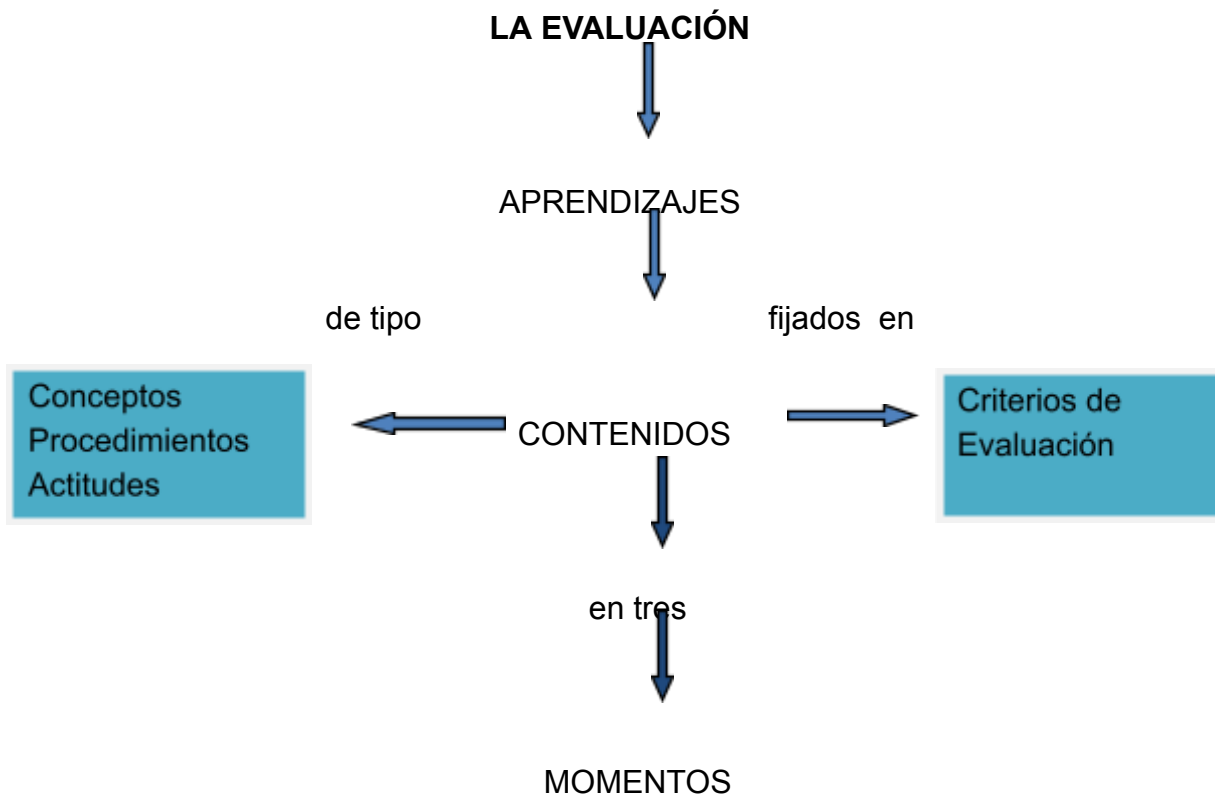 LA EVALUACIÓN
APRENDIZAJES
de tipo
fijados en
Conceptos
Procedimientos
Actitudes
CONTENIDOS
Criterios de
Evaluación
en tres
MOMENTOS